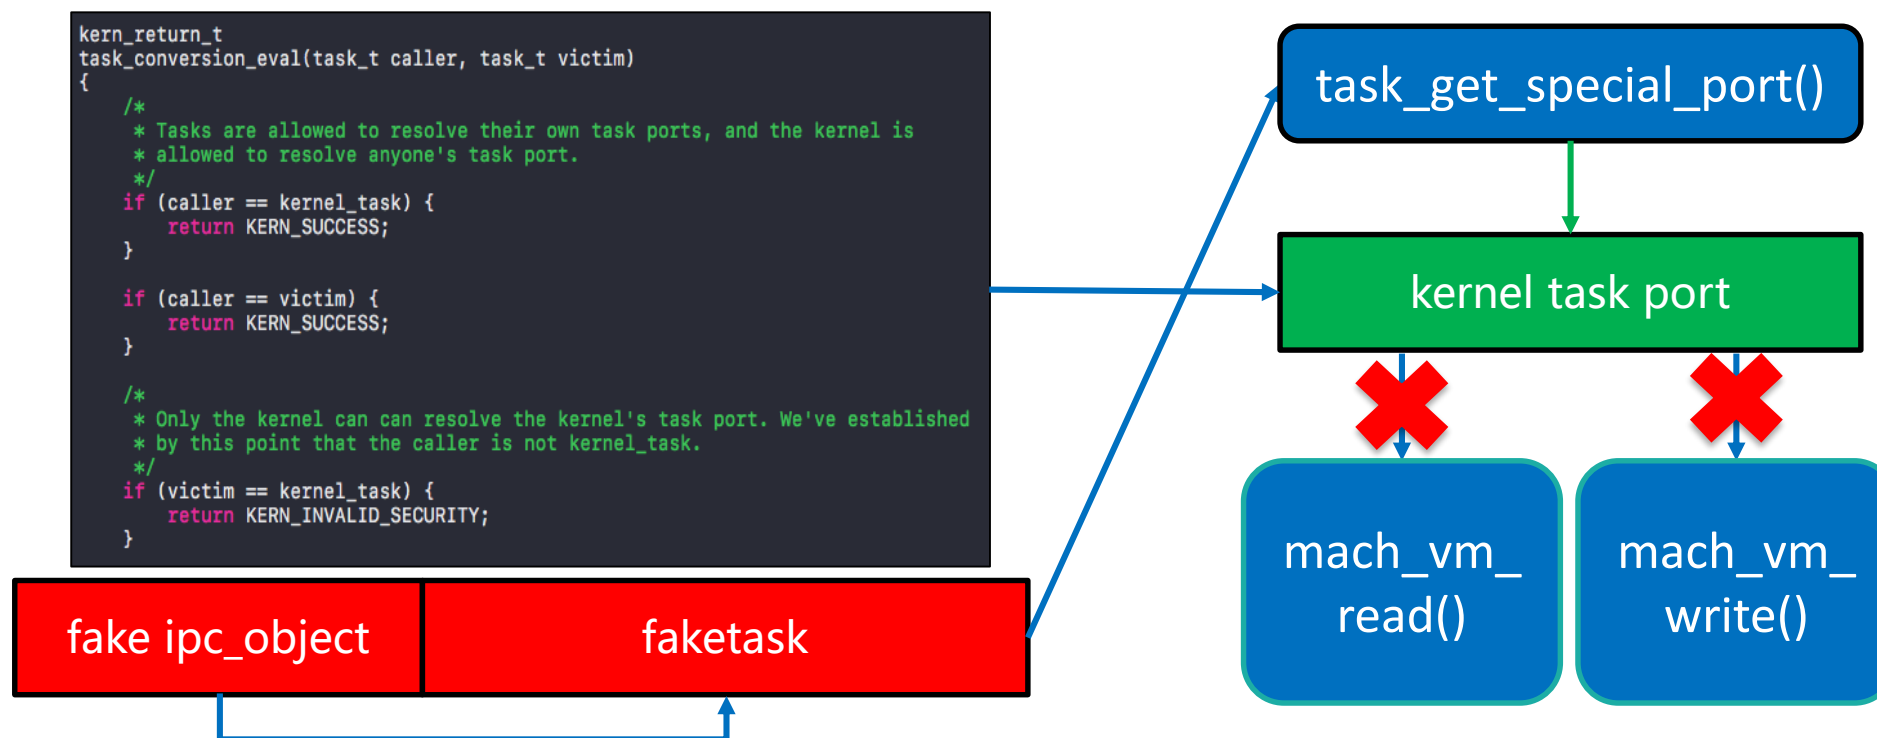 kern_return_t
task_conversion_eval(task_t caller, task_t victim)
{
    /*
     * Tasks are allowed to resolve their own task ports, and the kernel is
     * allowed to resolve anyone's task port.
     */
    if (caller == kernel_task) {
        return KERN_SUCCESS;
    }

    if (caller == victim) {
        return KERN_SUCCESS;
    }

    /*
     * Only the kernel can can resolve the kernel's task port. We've established
     * by this point that the caller is not kernel_task.
     */
    if (victim == kernel_task) {
        return KERN_INVALID_SECURITY;
    }
fake ipc_object
faketask
task_get_special_port()
kernel task port
mach_vm_
read()
mach_vm_
write()